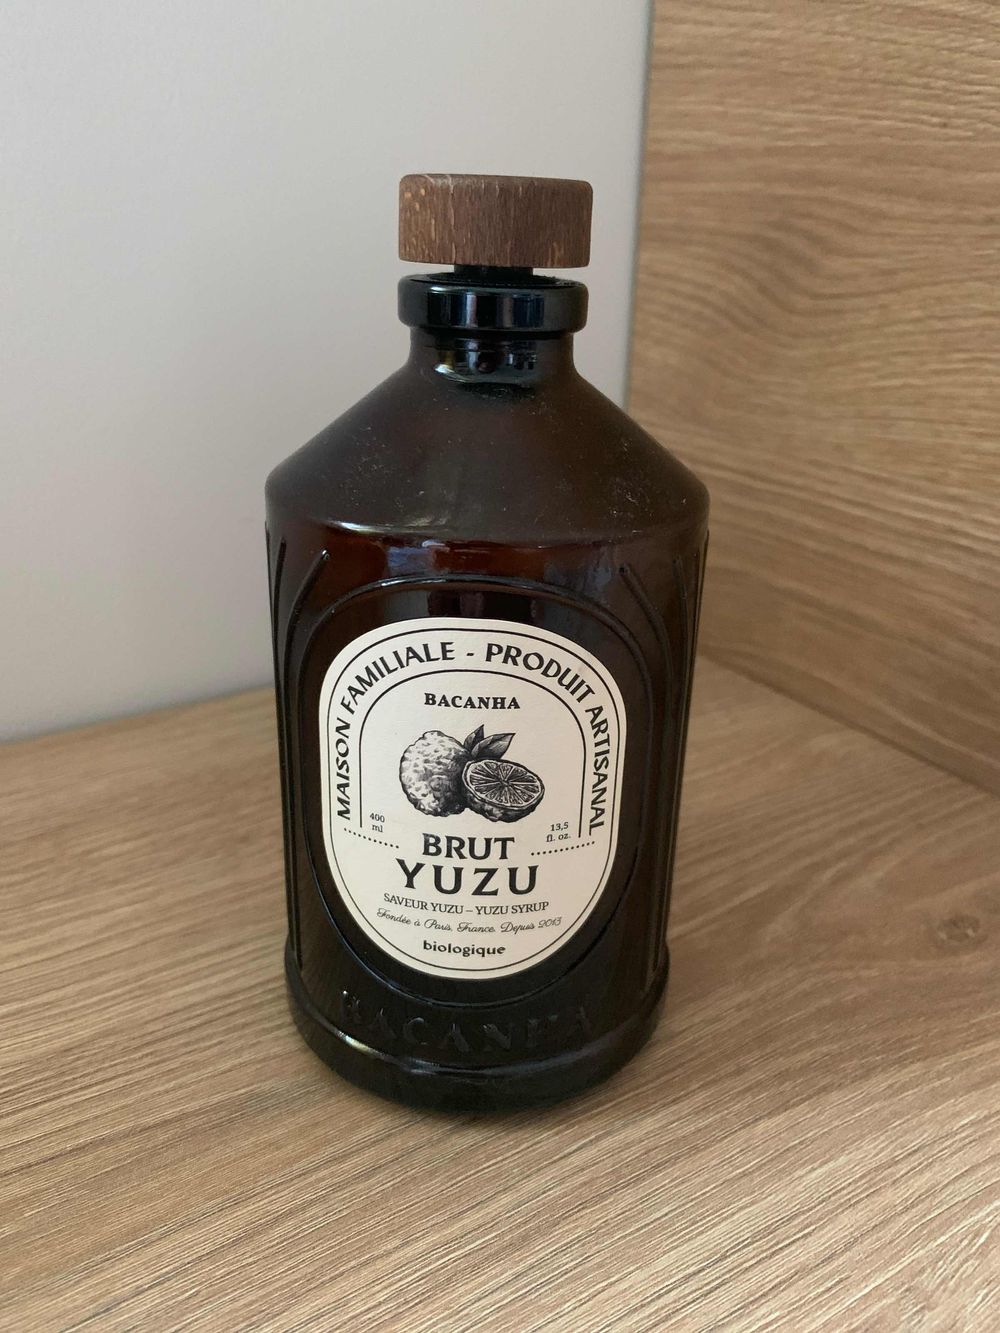 MAISON FAMILIALE - PRODUIT ARTISANAL
BACANHA
400
ml
13,5
fl. oz.
BRUT
YUZU
SAVEUR YUZU – YUZU SYRUP
Fondée à Paris, France. Depuis 2013
biologique
BACANHA